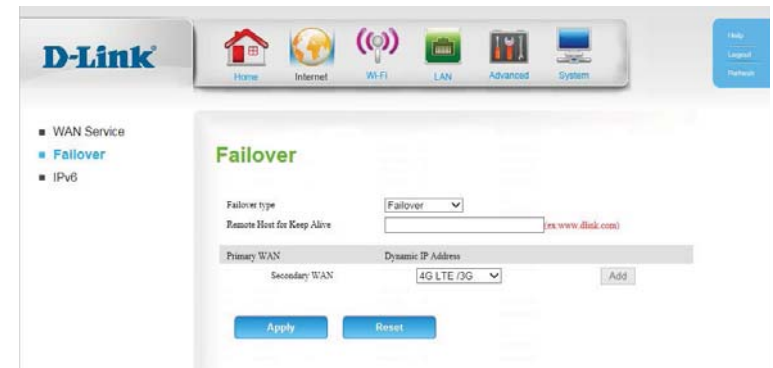 D-Link
Home Internet Wi-Fi LAN Advanced System
Help
Logout
Refresh
WAN Service
Failover
IPv6
Failover
Failover type Failover
Remote Host for Keep Alive (ex:www.dlink.com)
Primary WAN Dynamic IP Address
Secondary WAN 4G LTE /3G Add
Apply Reset